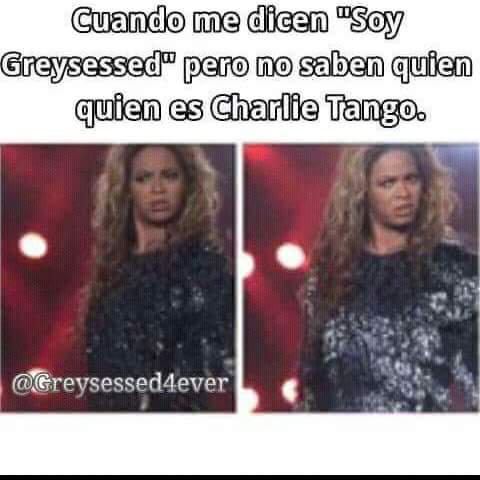 Cuando me dicen "Soy
Greysessed" pero no saben quien
quien es Charlie Tango.
@Greysessed4ever